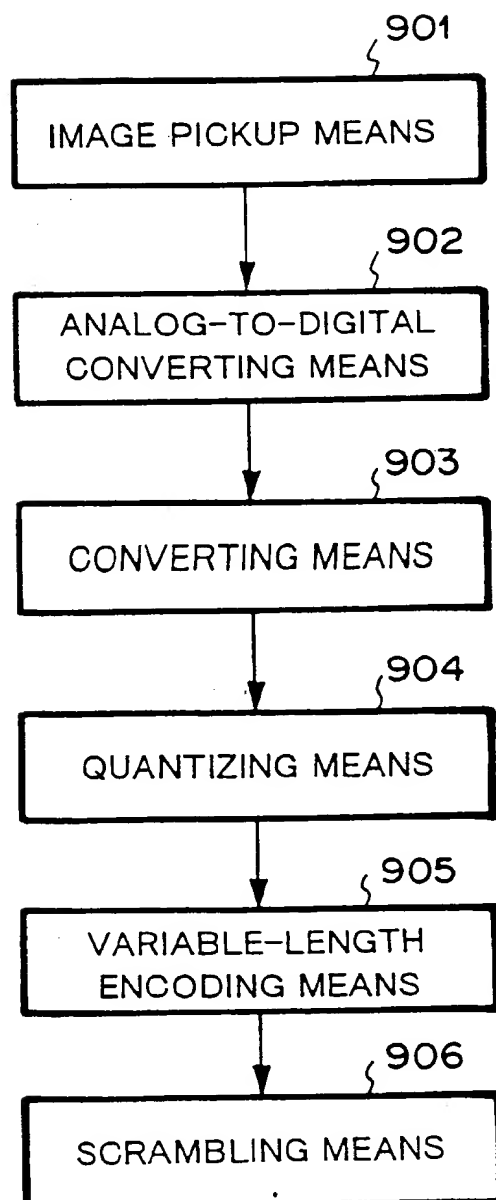 901
IMAGE PICKUP MEANS
902
ANALOG-TO-DIGITAL
CONVERTING MEANS
903
CONVERTING MEANS
904
QUANTIZING MEANS
905
VARIABLE-LENGTH
ENCODING MEANS
906
SCRAMBLING MEANS